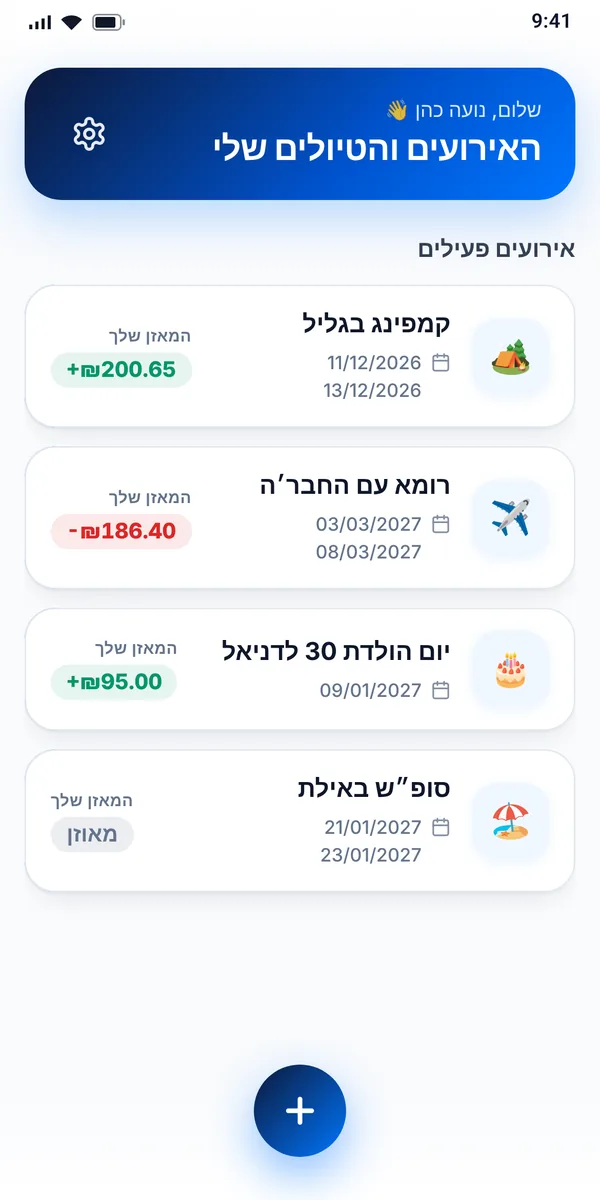 9:41
שלום, נועה כהן 👋
האירועים והטיולים שלי
אירועים פעילים
קמפינג בגליל
11/12/2026
13/12/2026
המאזן שלך
+₪200.65
רומא עם החבר׳ה
03/03/2027
08/03/2027
המאזן שלך
-₪186.40
יום הולדת 30 לדניאל
09/01/2027
המאזן שלך
+₪95.00
סופ״ש באילת
21/01/2027
23/01/2027
המאזן שלך
מאוזן